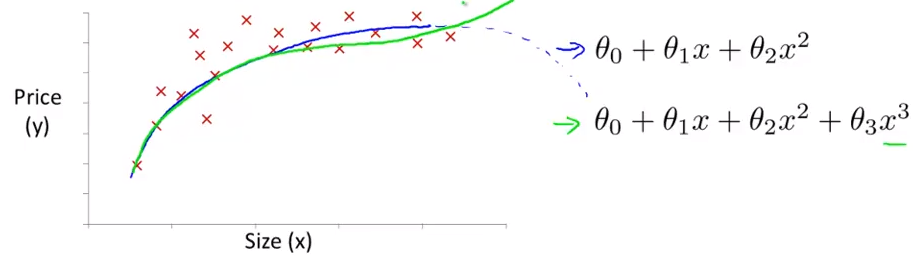 θ₀ + θ₁x + θ₂x²
Price
(y)
θ₀ + θ₁x + θ₂x² + θ₃x³
Size (x)